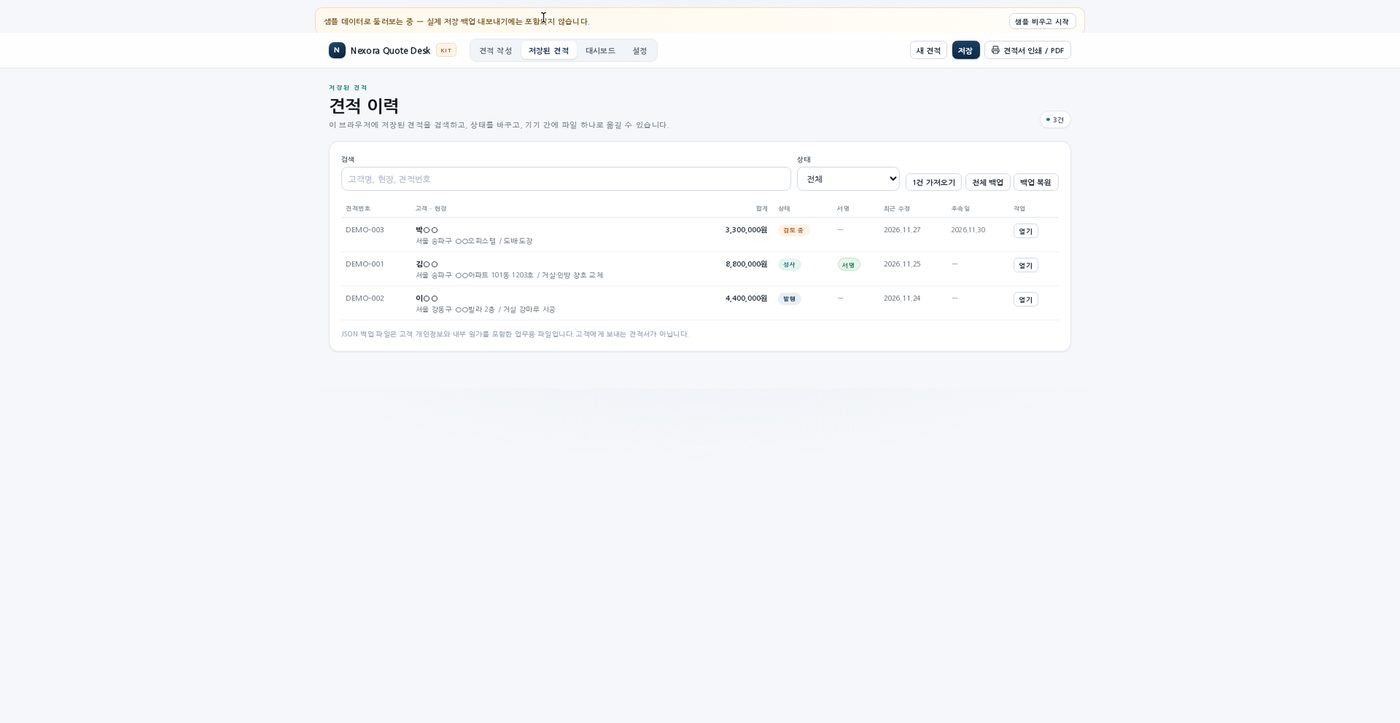 샘플 데이터로 둘러보는 중 — 실제 저장·백업·내보내기에는 포함되지 않습니다.
샘플 비우고 시작
N Nexora Quote Desk KIT
견적 작성 저장된 견적 대시보드 설정
새 견적 저장 견적서 인쇄 / PDF
저장된 견적
견적 이력
이 브라우저에 저장된 견적을 검색하고, 상태를 바꾸고, 기기 간에 파일 하나로 옮길 수 있습니다.
3건
검색 상태
고객명, 현장, 견적번호 전체 1건 가져오기 전체 백업 백업 복원
견적번호 고객 · 현장 합계 상태 서명 최근 수정 후속일 작업
DEMO-003 박○○ 3,300,000원 검토 중 — 2026.11.27 2026.11.30 열기
서울 송파구 ○○오피스텔 / 도배·도장
DEMO-001 김○○ 8,800,000원 성사 서명 2026.11.25 — 열기
서울 송파구 ○○아파트 101동 1203호 / 거실·안방 창호 교체
DEMO-002 이○○ 4,400,000원 발행 — 2026.11.24 — 열기
서울 강동구 ○○빌라 2층 / 거실 강마루 시공
JSON 백업 파일은 고객 개인정보와 내부 원가를 포함한 업무용 파일입니다. 고객에게 보내는 견적서가 아닙니다.